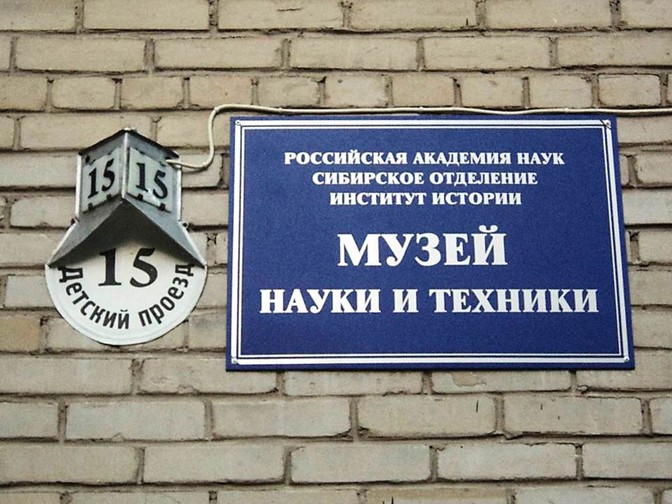 15 15
15
Детский проезд
РОССИЙСКАЯ АКАДЕМИЯ НАУК
СИБИРСКОЕ ОТДЕЛЕНИЕ
ИНСТИТУТ ИСТОРИИ
МУЗЕЙ
НАУКИ И ТЕХНИКИ